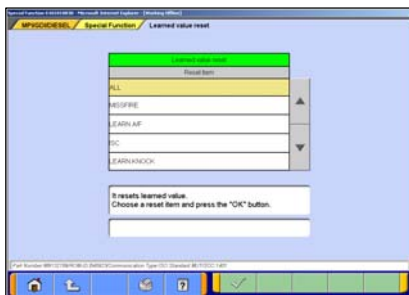 MPI/GDI/DIESEL Special Function Learned value reset
Learned value reset
Reset Item
ALL
MISSFIRE
LEARN A/F
ISC
LEARN KNOCK
It resets learned value.
Choose a reset item and press the "OK" button.